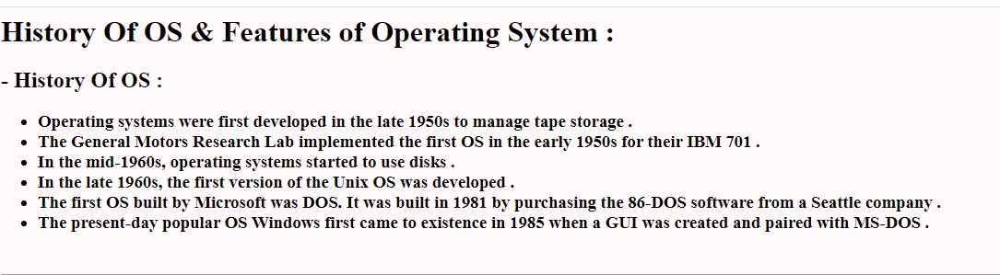 History Of OS & Features of Operating System :
- History Of OS :
• Operating systems were first developed in the late 1950s to manage tape storage .
• The General Motors Research Lab implemented the first OS in the early 1950s for their IBM 701 .
• In the mid-1960s, operating systems started to use disks .
• In the late 1960s, the first version of the Unix OS was developed .
• The first OS built by Microsoft was DOS. It was built in 1981 by purchasing the 86-DOS software from a Seattle company .
• The present-day popular OS Windows first came to existence in 1985 when a GUI was created and paired with MS-DOS .